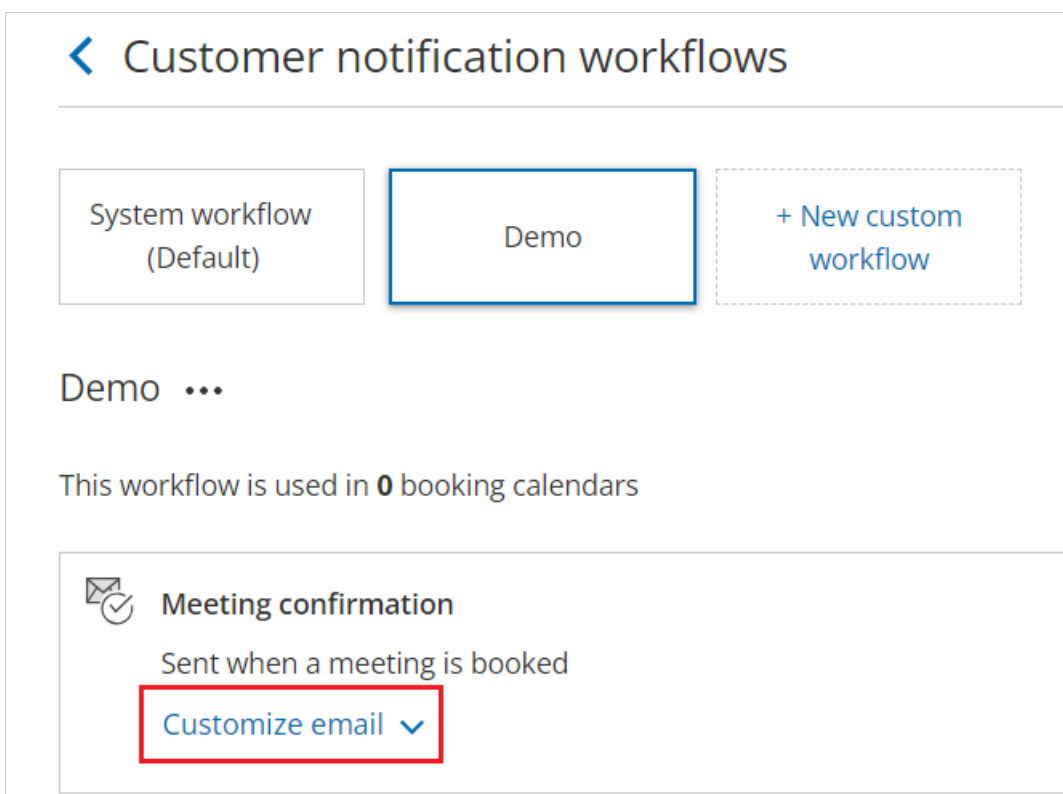 Customer notification workflows
System workflow
(Default)
Demo
+ New custom
workflow
Demo •••
This workflow is used in 0 booking calendars
Meeting confirmation
Sent when a meeting is booked
Customize email